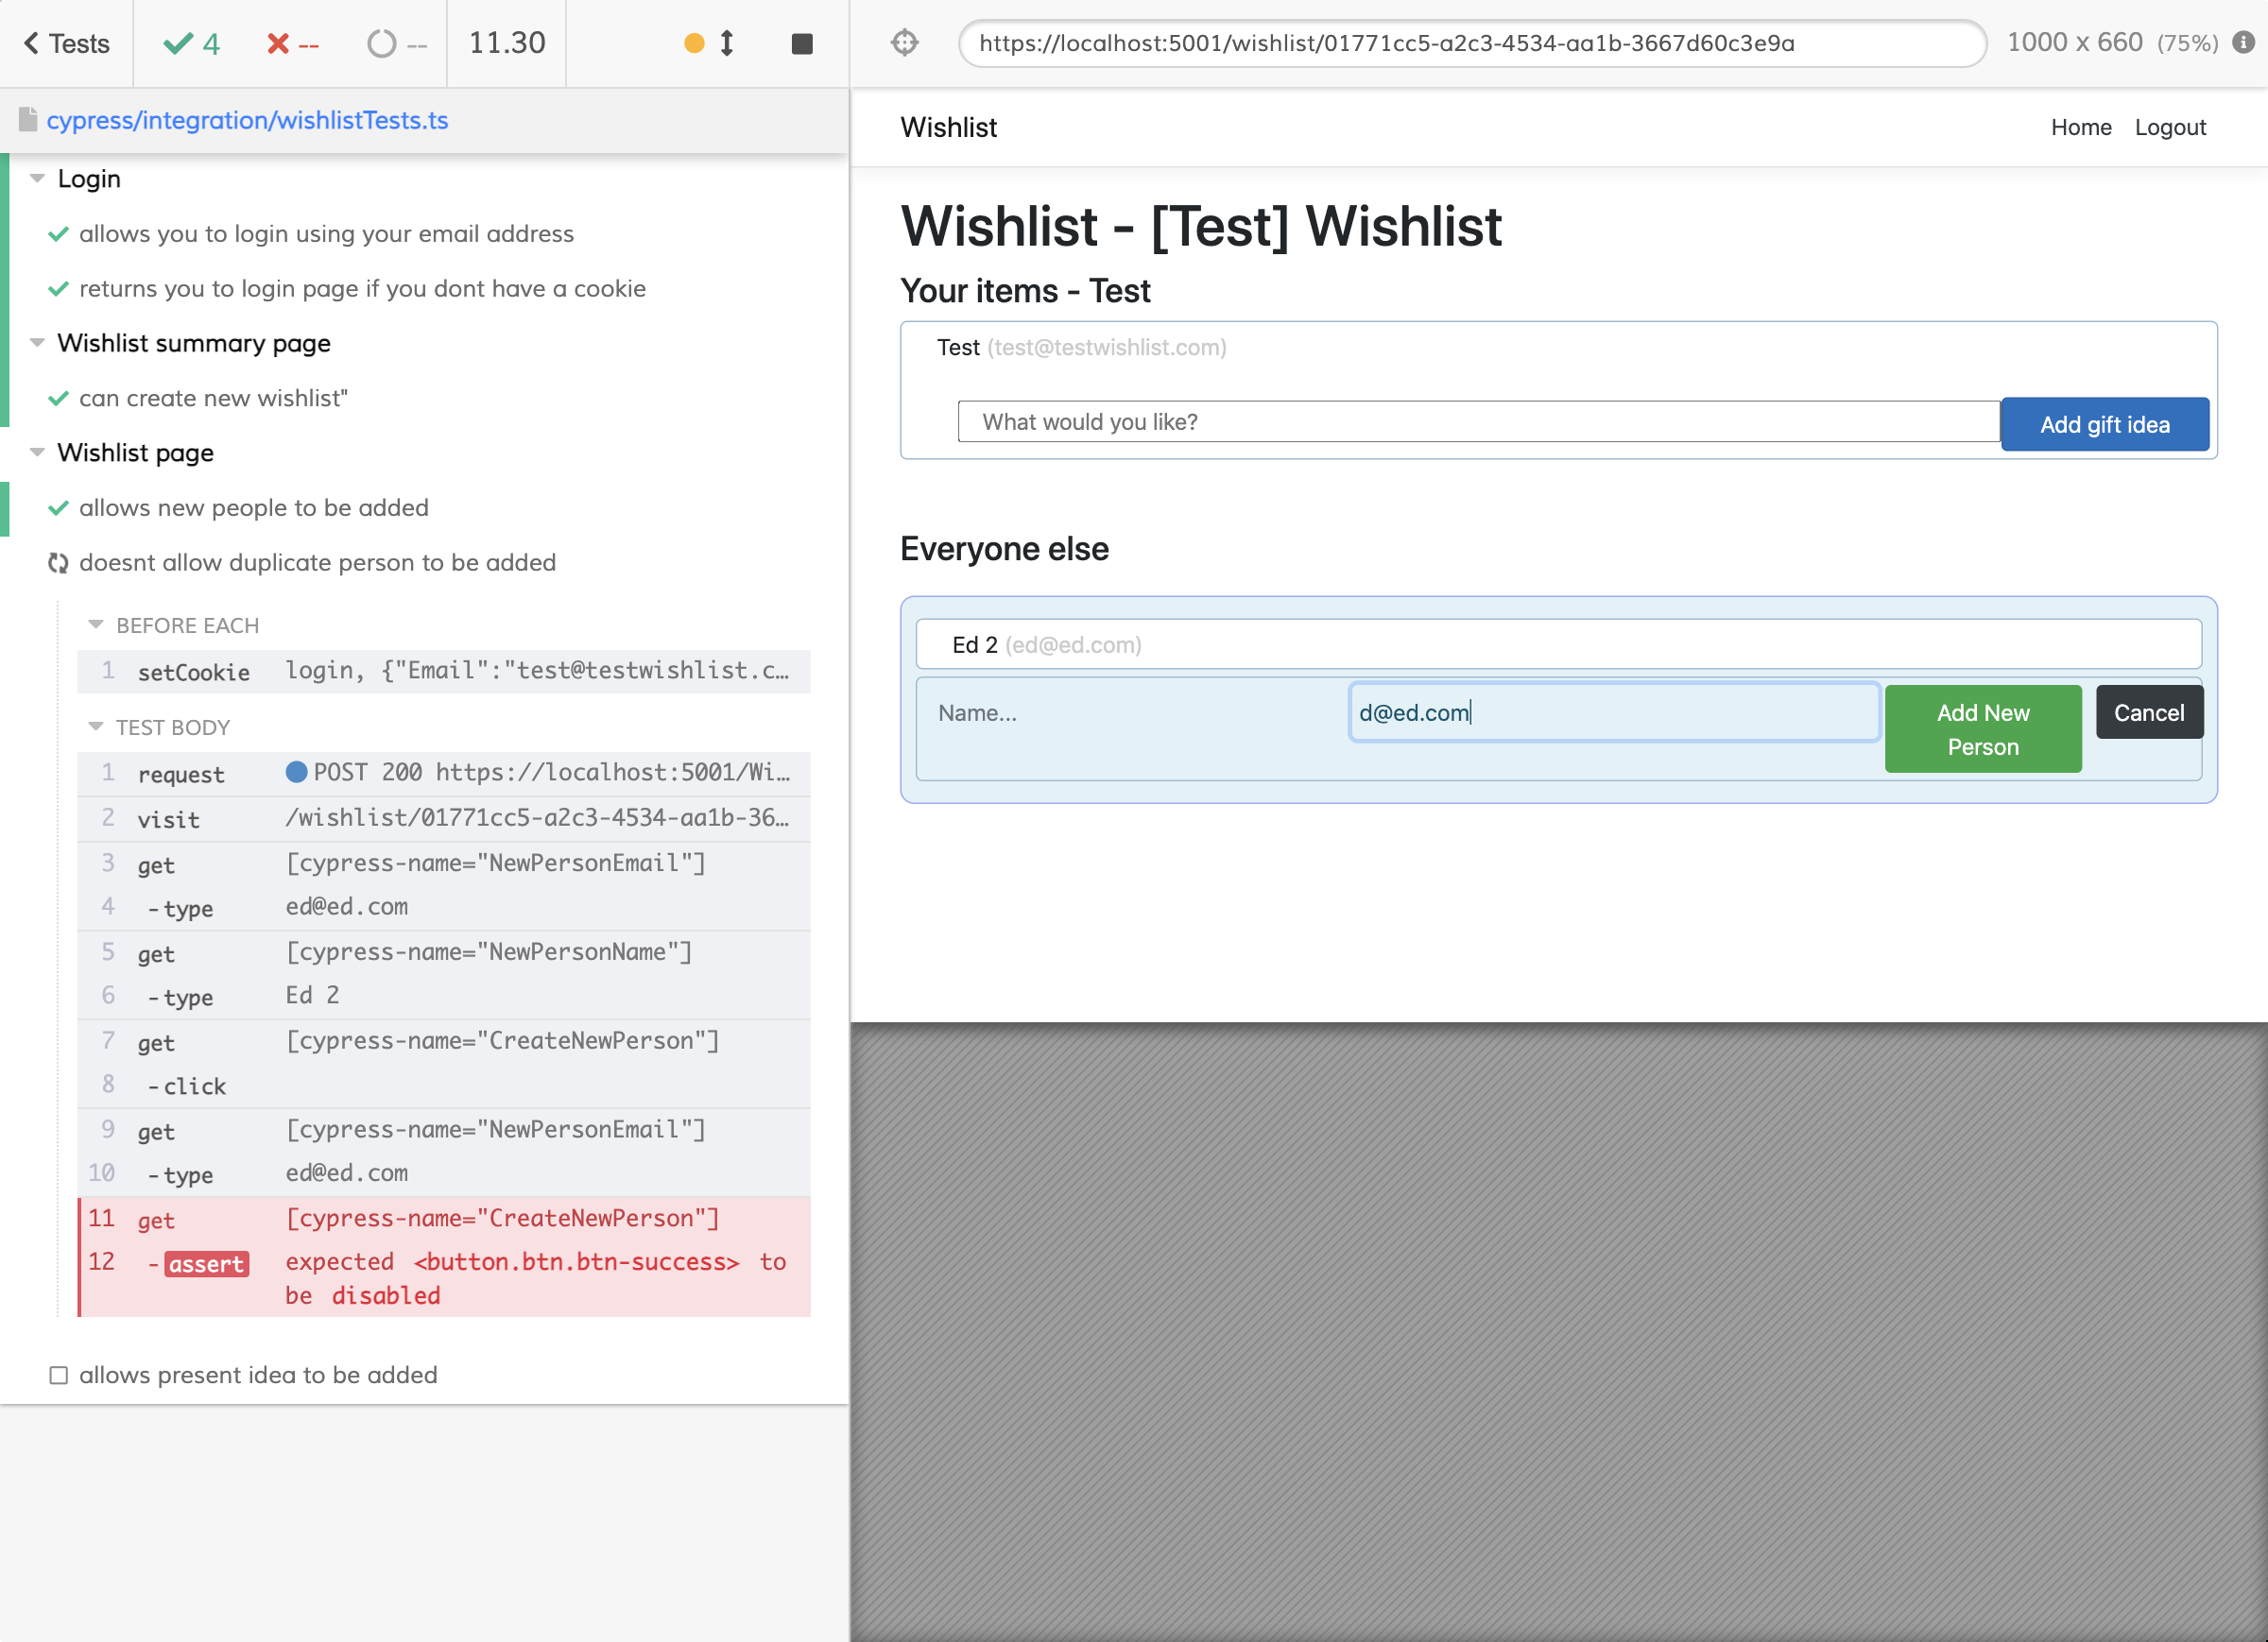 Tests
4
--
--
11.30
https://localhost:5001/wishlist/01771cc5-a2c3-4534-aa1b-3667d60c3e9a
1000 x 660 (75%)
cypress/integration/wishlistTests.ts
Login
allows you to login using your email address
returns you to login page if you dont have a cookie
Wishlist summary page
can create new wishlist"
Wishlist page
allows new people to be added
doesnt allow duplicate person to be added
BEFORE EACH
1 setCookie login, {"Email":"test@testwishlist.c…
TEST BODY
1 request POST 200 https://localhost:5001/Wi…
2 visit /wishlist/01771cc5-a2c3-4534-aa1b-36…
3 get [cypress-name="NewPersonEmail"]
4 -type ed@ed.com
5 get [cypress-name="NewPersonName"]
6 -type Ed 2
7 get [cypress-name="CreateNewPerson"]
8 -click
9 get [cypress-name="NewPersonEmail"]
10 -type ed@ed.com
11 get [cypress-name="CreateNewPerson"]
12 -assert expected <button.btn.btn-success> to
be disabled
allows present idea to be added
Wishlist
Home Logout
Wishlist - [Test] Wishlist
Your items - Test
Test (test@testwishlist.com)
What would you like?
Add gift idea
Everyone else
Ed 2 (ed@ed.com)
Name...
d@ed.com
Add New
Person
Cancel